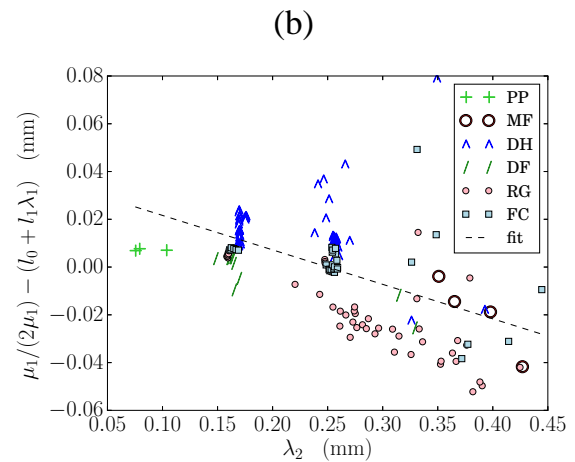 (b)
0.08
0.06
0.04
0.02
0.00
−0.02
−0.04
−0.06
μ₁/(2μ₁) − (l₀ + l₁λ₁) (mm)
PP
MF
DH
DF
RG
FC
fit
0.05 0.10 0.15 0.20 0.25 0.30 0.35 0.40 0.45
λ₂ (mm)